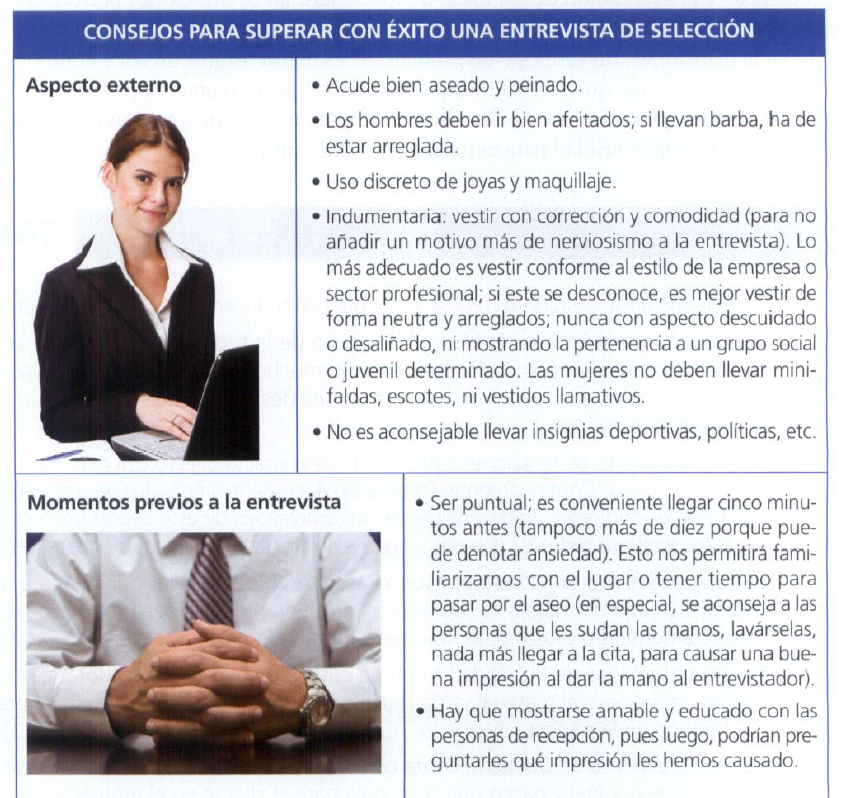 CONSEJOS PARA SUPERAR CON ÉXITO UNA ENTREVISTA DE SELECCIÓN
Aspecto externo
• Acude bien aseado y peinado.
• Los hombres deben ir bien afeitados; si llevan barba, ha de
estar arreglada.
• Uso discreto de joyas y maquillaje.
• Indumentaria: vestir con corrección y comodidad (para no
añadir un motivo más de nerviosismo a la entrevista). Lo
más adecuado es vestir conforme al estilo de la empresa o
sector profesional; si este se desconoce, es mejor vestir de
forma neutra y arreglados; nunca con aspecto descuidado
o desaliñado, ni mostrando la pertenencia a un grupo social
o juvenil determinado. Las mujeres no deben llevar mini-
faldas, escotes, ni vestidos llamativos.
• No es aconsejable llevar insignias deportivas, políticas, etc.
Momentos previos a la entrevista
• Ser puntual; es conveniente llegar cinco minu-
tos antes (tampoco más de diez porque pue-
de denotar ansiedad). Esto nos permitirá fami-
liarizarnos con el lugar o tener tiempo para
pasar por el aseo (en especial, se aconseja a las
personas que les sudan las manos, lavárselas,
nada más llegar a la cita, para causar una bue-
na impresión al dar la mano al entrevistador).
• Hay que mostrarse amable y educado con las
personas de recepción, pues luego, podrían pre-
guntarles qué impresión les hemos causado.